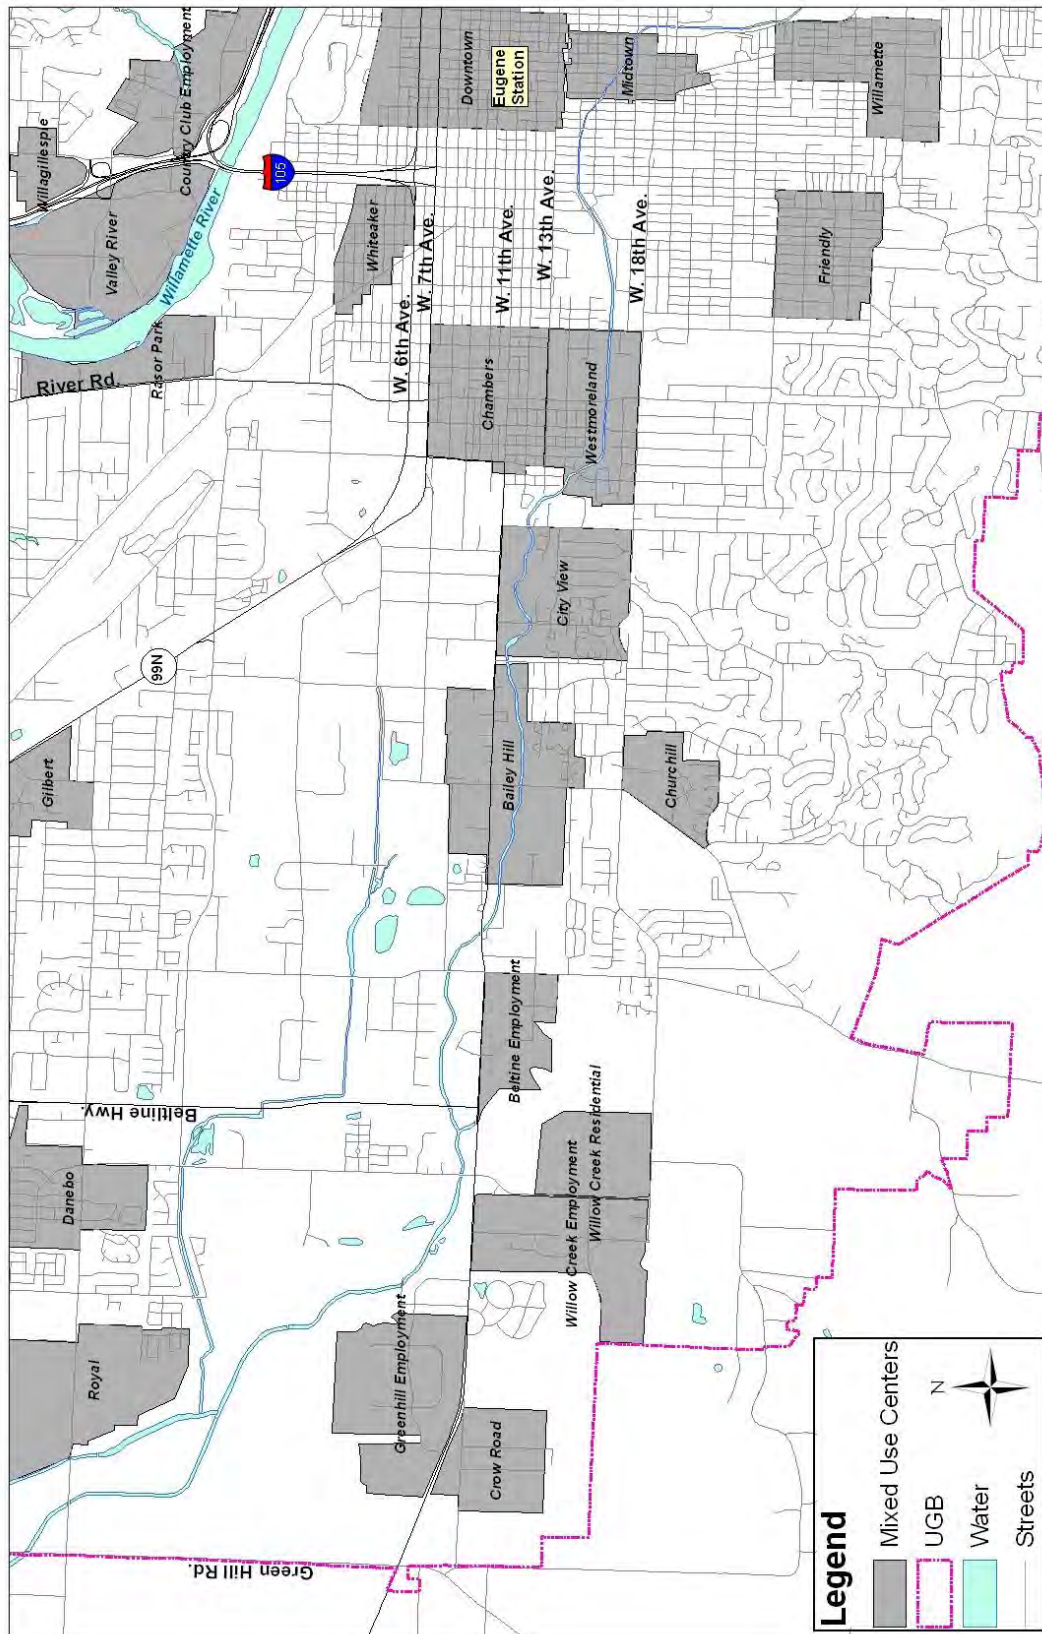 Willagillespie
Country Club Employment
Valley River
Willamette River
Rasor Park
River Rd.
105
Whiteaker
Downtown
Eugene
Station
Midtown
Willamette
Friendly
W. 6th Ave.
W. 7th Ave.
W. 11th Ave.
W. 13th Ave.
W. 18th Ave.
Chambers
Westmoreland
City View
99N
Gilbert
Bailey Hill
Churchill
Beltine Employment
Beltline Hwy.
Danebo
Willow Creek Employment
Willow Creek Residential
Royal
Greenhill Employment
Crow Road
Green Hill Rd.
Legend
Mixed Use Centers
UGB
Water
Streets
N